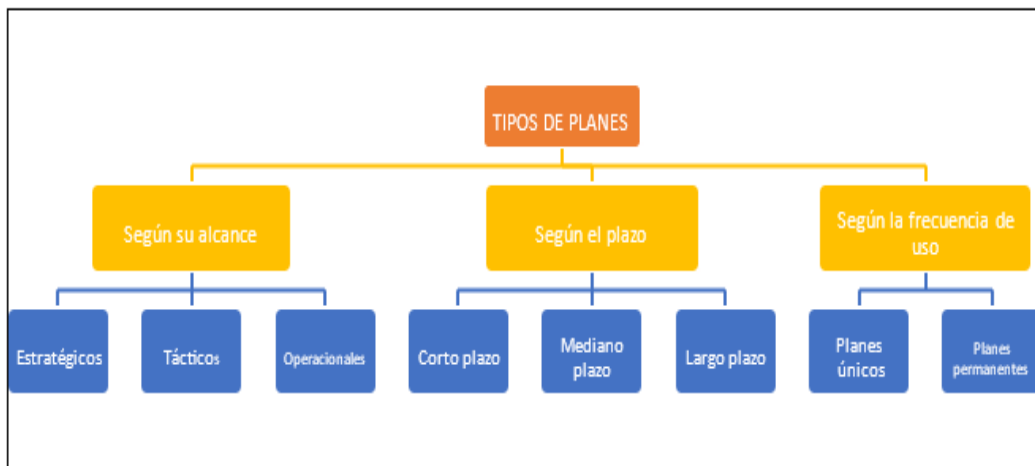 TIPOS DE PLANES
Según su alcance
Según el plazo
Según la frecuencia de
uso
Estratégicos
Tácticos
Operacionales
Corto plazo
Mediano
plazo
Largo plazo
Planes
únicos
Planes
permanentes